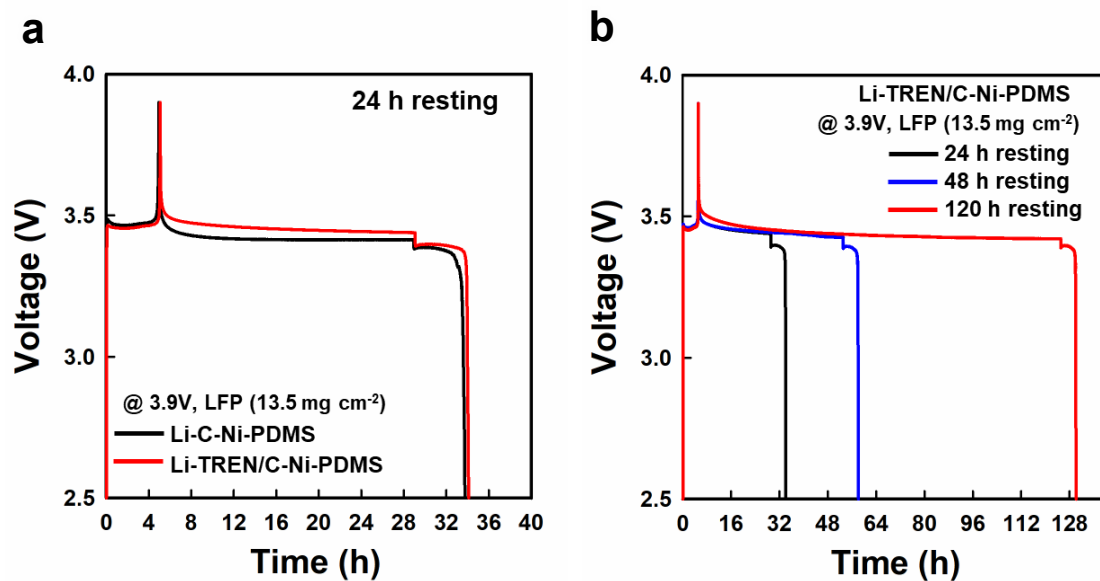 a
24 h resting
Voltage (V)
4.0
3.5
3.0
2.5
@ 3.9V, LFP (13.5 mg cm⁻²)
Li-C-Ni-PDMS
Li-TREN/C-Ni-PDMS
0 4 8 12 16 20 24 28 32 36 40
Time (h)
b
Li-TREN/C-Ni-PDMS
@ 3.9V, LFP (13.5 mg cm⁻²)
24 h resting
48 h resting
120 h resting
Voltage (V)
4.0
3.5
3.0
2.5
0 16 32 48 64 80 96 112 128
Time (h)